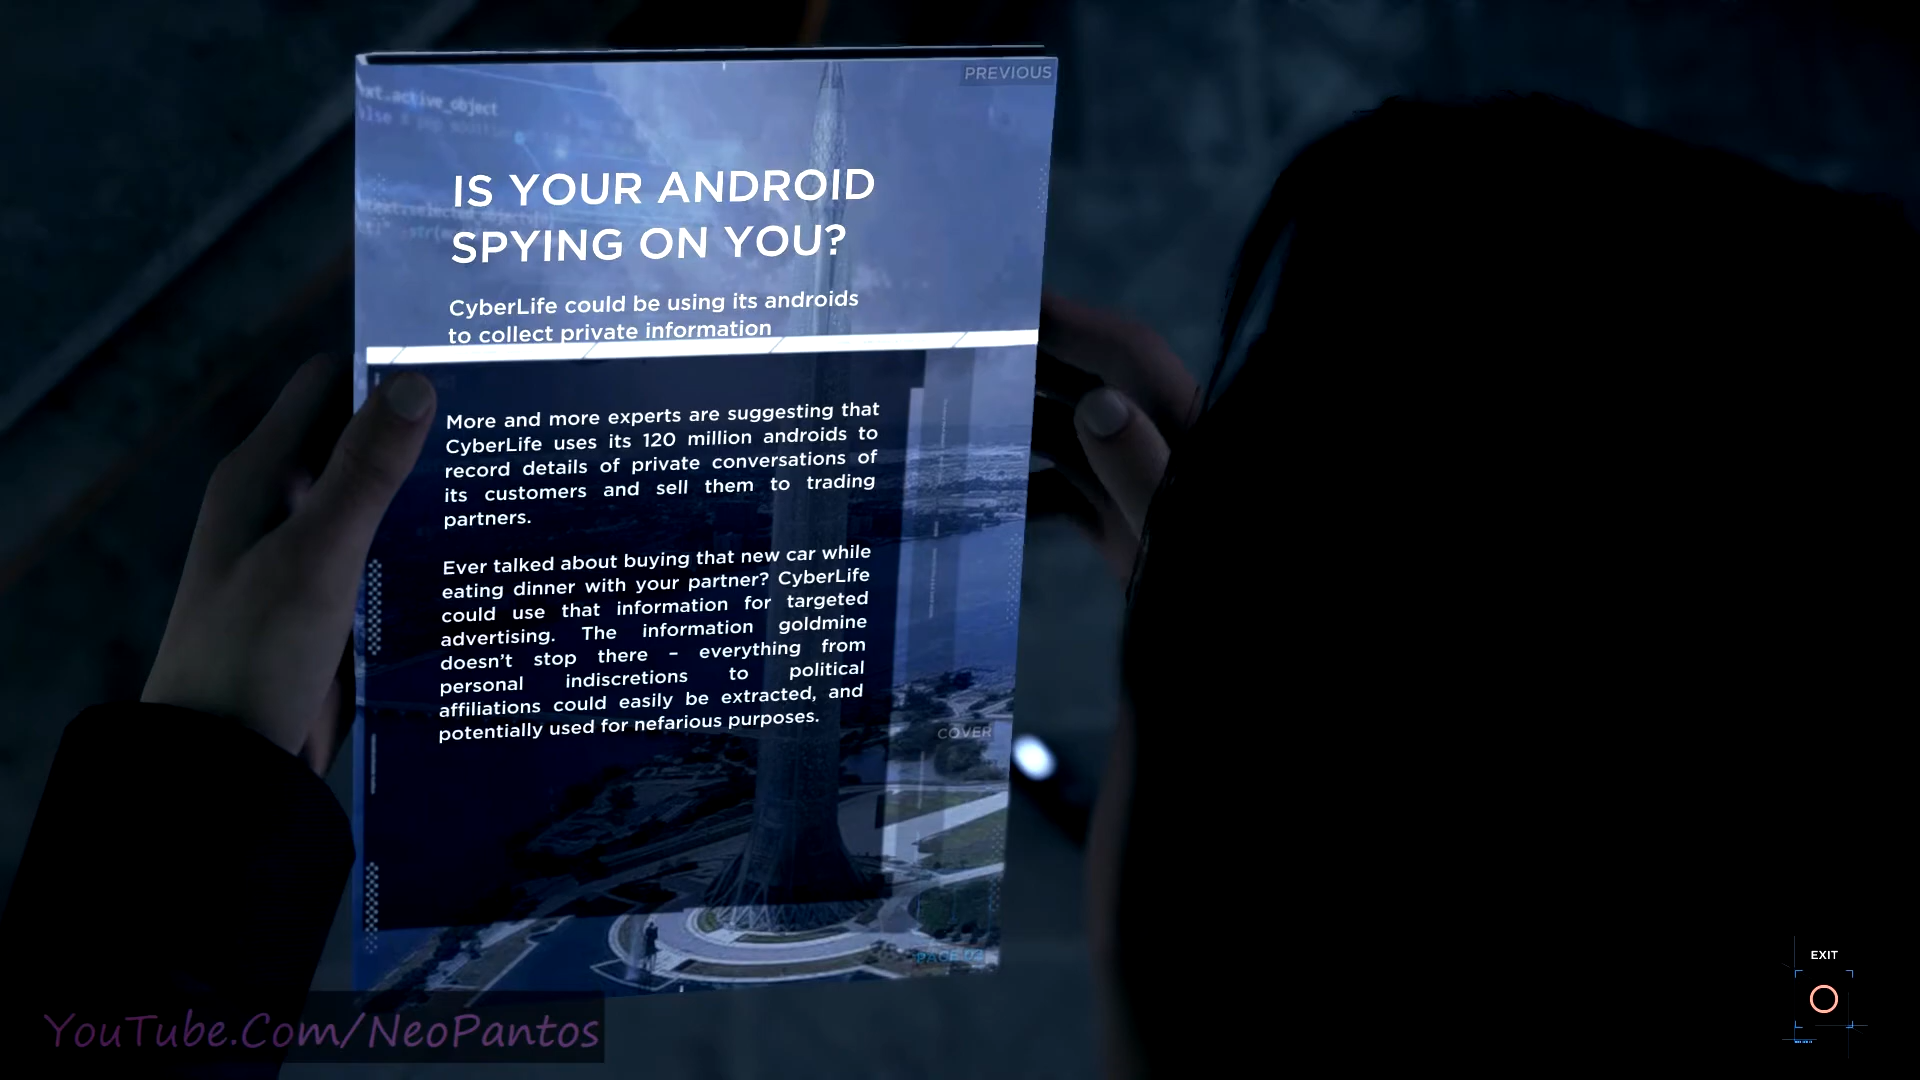 PREVIOUS
xt.active_object
IS YOUR ANDROID
SPYING ON YOU?
CyberLife could be using its androids
to collect private information
More and more experts are suggesting that
CyberLife uses its 120 million androids to
record details of private conversations of
its customers and sell them to trading
partners.
Ever talked about buying that new car while
eating dinner with your partner? CyberLife
could use that information for targeted
advertising. The information goldmine
doesn't stop there – everything from
personal indiscretions to political
affiliations could easily be extracted, and
potentially used for nefarious purposes.
COVER
EXIT
YouTube.Com/NeoPantos